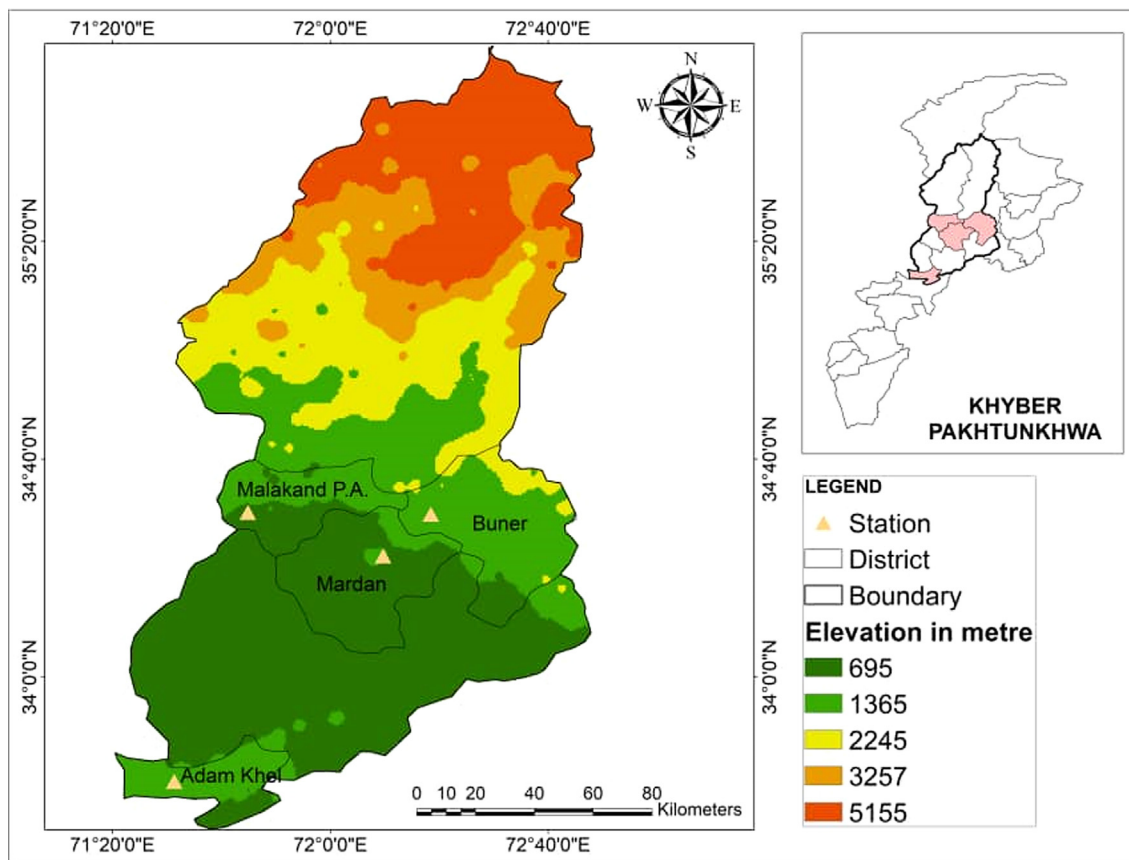 71°20'0"E
72°0'0"E
72°40'0"E
N
W
E
S
35°20'0"N
34°40'0"N
34°0'0"N
35°20'0"N
34°40'0"N
34°0'0"N
Malakand P.A.
Buner
Mardan
Adam Khel
0 10 20 40 60 80
Kilometers
71°20'0"E
72°0'0"E
72°40'0"E
KHYBER
PAKHTUNKHWA
LEGEND
Station
District
Boundary
Elevation in metre
695
1365
2245
3257
5155